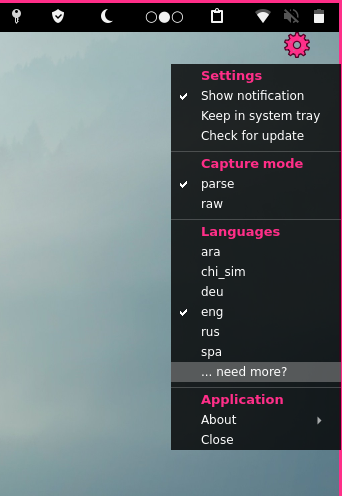 Settings
Show notification
Keep in system tray
Check for update
Capture mode
parse
raw
Languages
ara
chi_sim
deu
eng
rus
spa
... need more?
Application
About
Close